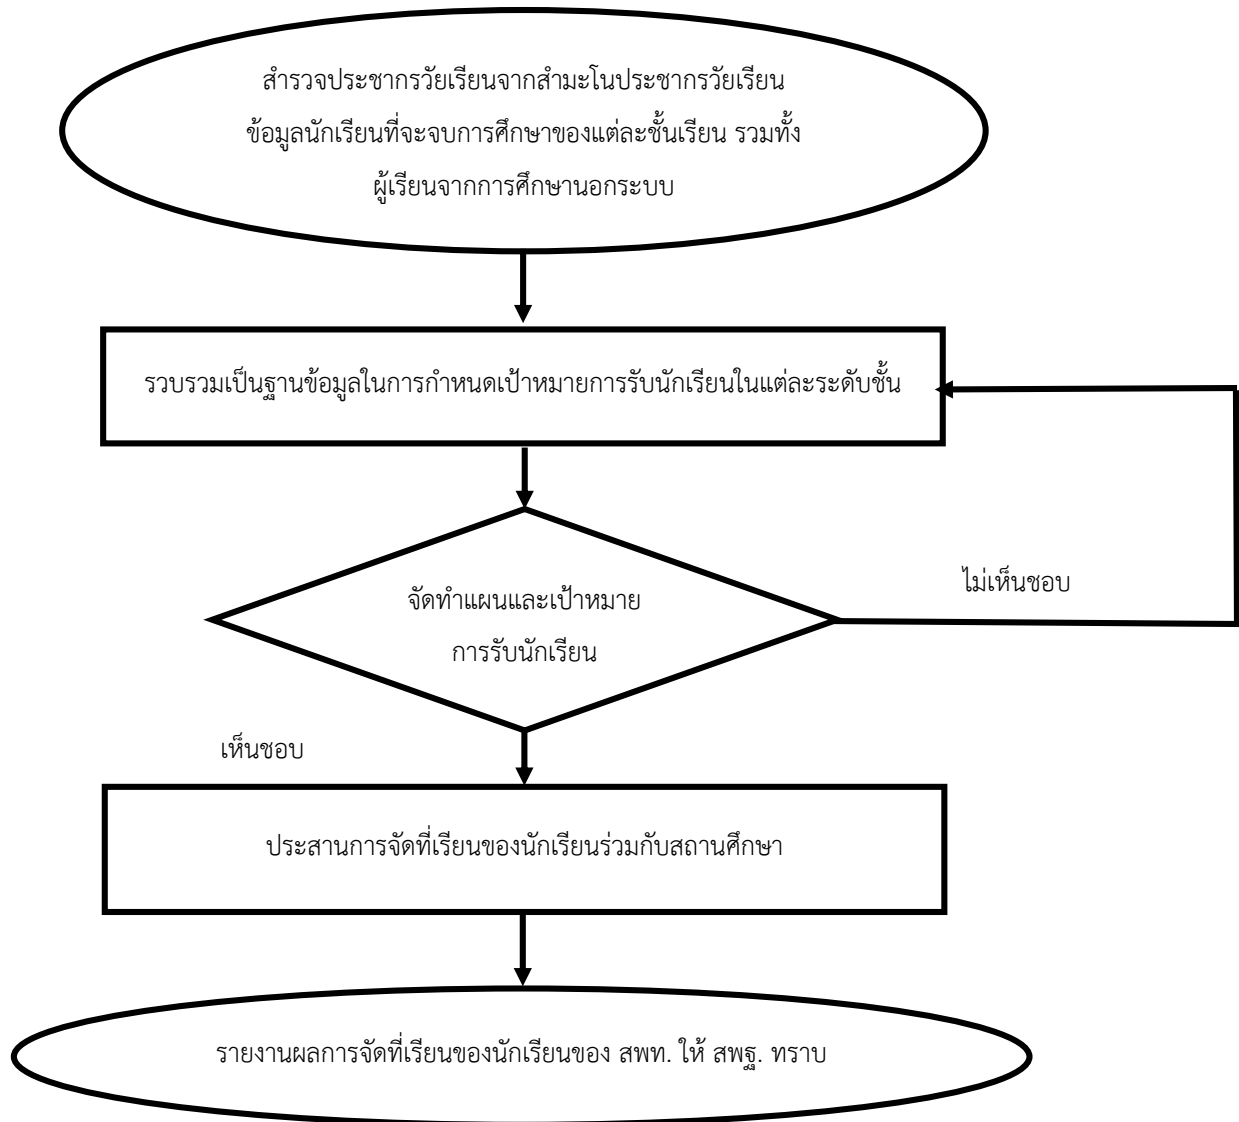 สำรวจประชากรวัยเรียนจากสำมะโนประชากรวัยเรียน
ข้อมูลนักเรียนที่จะจบการศึกษาของแต่ละชั้นเรียน รวมทั้ง
ผู้เรียนจากการศึกษานอกระบบ
รวบรวมเป็นฐานข้อมูลในการกำหนดเป้าหมายการรับนักเรียนในแต่ละระดับชั้น
ไม่เห็นชอบ
จัดทำแผนและเป้าหมาย
การรับนักเรียน
เห็นชอบ
ประสานการจัดที่เรียนของนักเรียนร่วมกับสถานศึกษา
รายงานผลการจัดที่เรียนของนักเรียนของ สพท. ให้ สพฐ. ทราบ